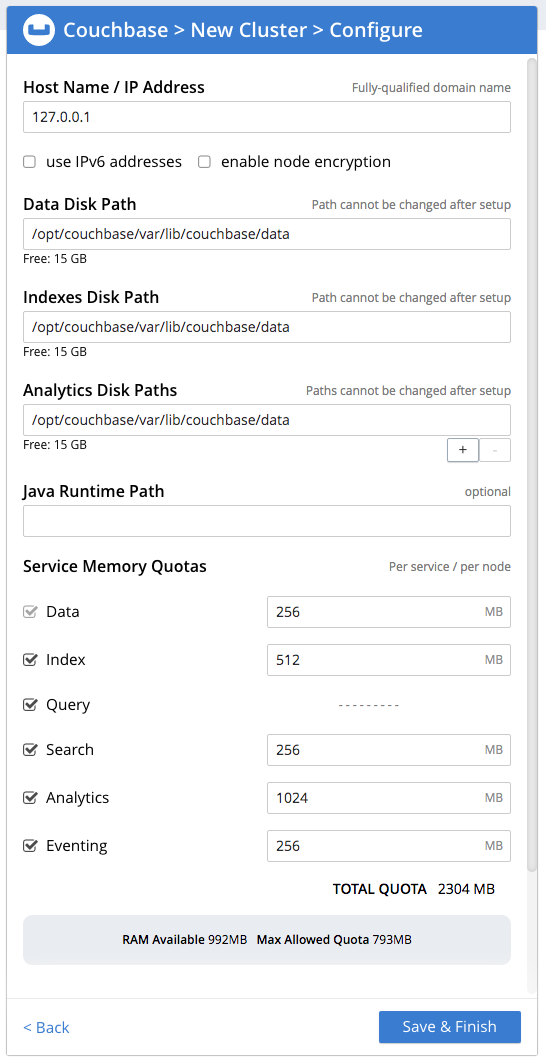 Couchbase > New Cluster > Configure
Host Name / IP Address Fully-qualified domain name
127.0.0.1
use IPv6 addresses enable node encryption
Data Disk Path Path cannot be changed after setup
/opt/couchbase/var/lib/couchbase/data
Free: 15 GB
Indexes Disk Path Path cannot be changed after setup
/opt/couchbase/var/lib/couchbase/data
Free: 15 GB
Analytics Disk Paths Paths cannot be changed after setup
/opt/couchbase/var/lib/couchbase/data
Free: 15 GB
+ -
Java Runtime Path optional
Service Memory Quotas Per service / per node
Data 256 MB
Index 512 MB
Query ---------
Search 256 MB
Analytics 1024 MB
Eventing 256 MB
TOTAL QUOTA 2304 MB
RAM Available 992MB Max Allowed Quota 793MB
< Back Save & Finish